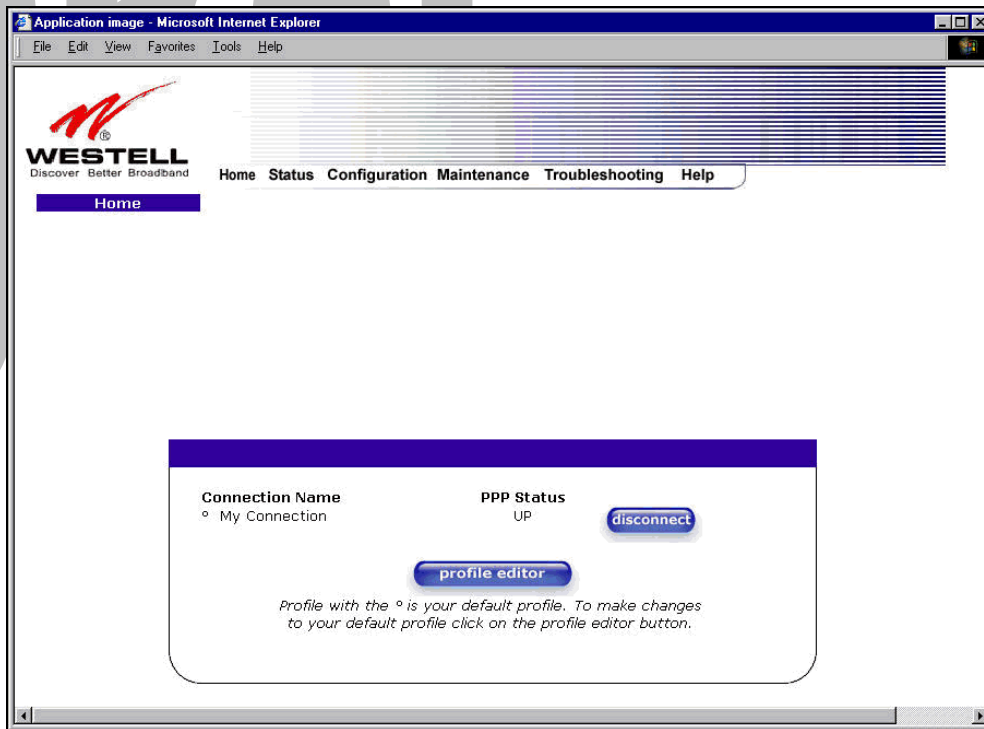 Application image - Microsoft Internet Explorer
File Edit View Favorites Tools Help
WESTELL®
Discover Better Broadband
Home Status Configuration Maintenance Troubleshooting Help
Home
Connection Name PPP Status
° My Connection UP disconnect
profile editor
Profile with the ° is your default profile. To make changes
to your default profile click on the profile editor button.